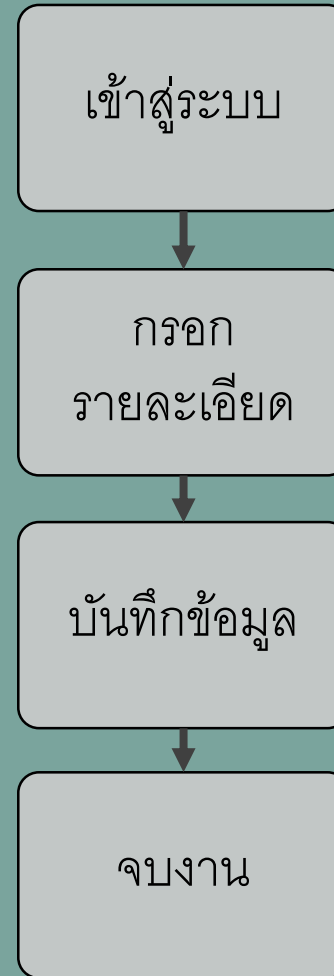 เข้าสู่ระบบ
กรอก
รายละเอียด
บันทึกข้อมูล
จบงาน